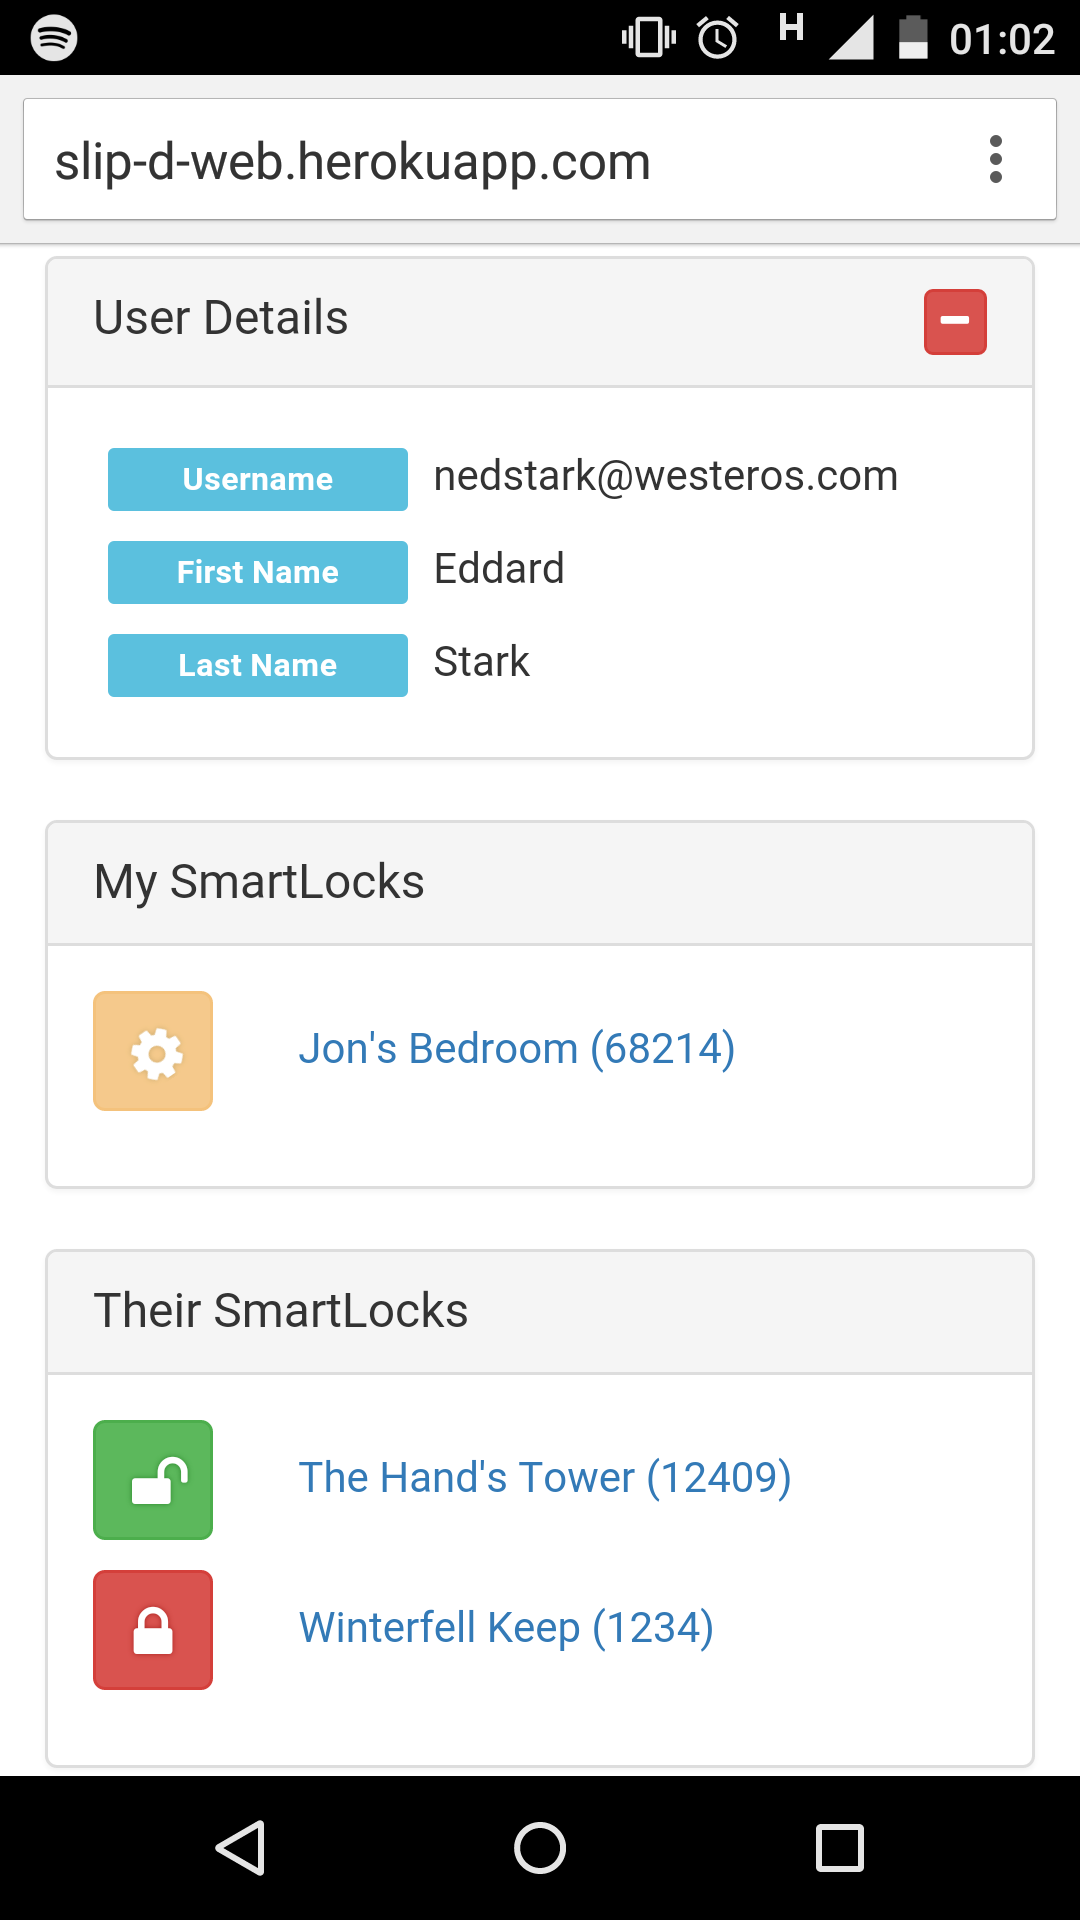 H 01:02
slip-d-web.herokuapp.com
User Details
Username nedstark@westeros.com
First Name Eddard
Last Name Stark
My SmartLocks
Jon's Bedroom (68214)
Their SmartLocks
The Hand's Tower (12409)
Winterfell Keep (1234)